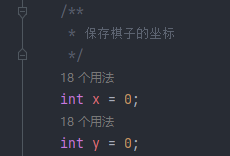 /**
 * 保存棋子的坐标
 */
18 个用法
int x = 0;
18 个用法
int y = 0;